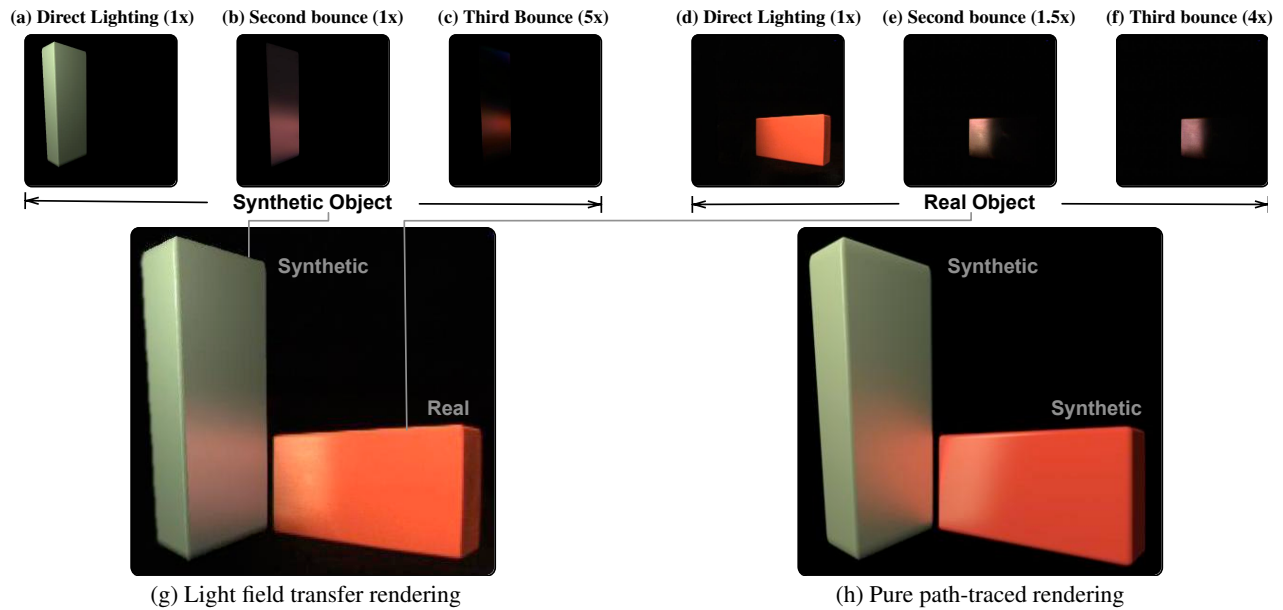 (a) Direct Lighting (1x) (b) Second bounce (1x) (c) Third Bounce (5x) (d) Direct Lighting (1x) (e) Second bounce (1.5x) (f) Third bounce (4x)
Synthetic Object Real Object
Synthetic
Real
Synthetic
Synthetic
(g) Light field transfer rendering (h) Pure path-traced rendering